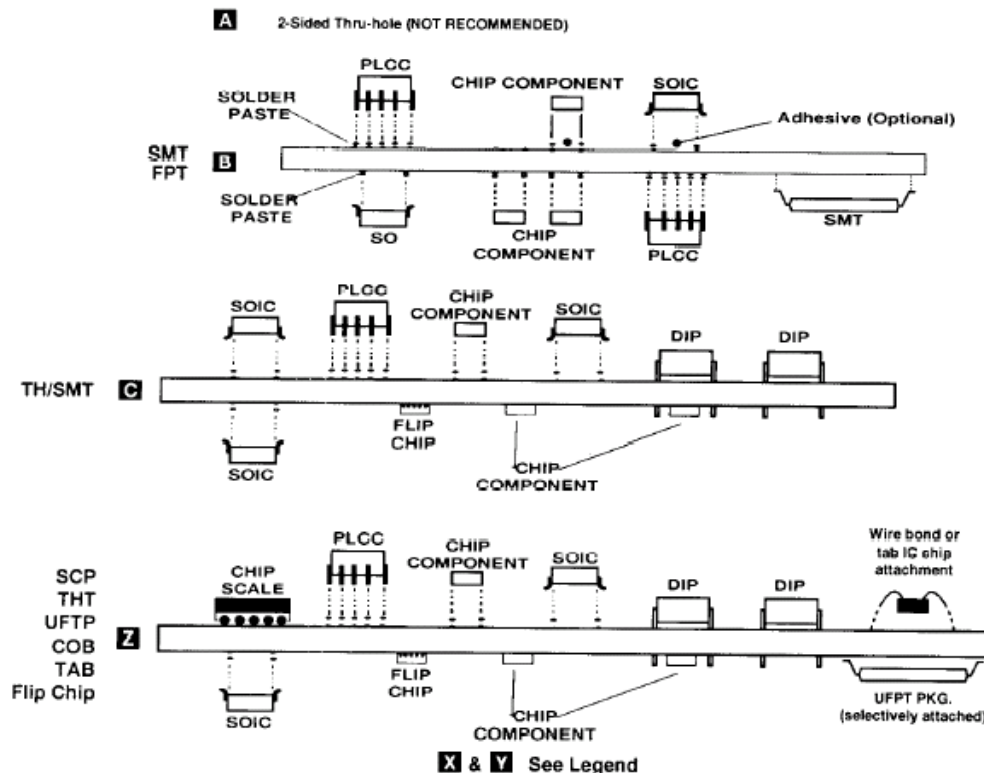 A 2-Sided Thru-hole (NOT RECOMMENDED)
PLCC
CHIP COMPONENT
SOIC
SOLDER
PASTE
Adhesive (Optional)
SMT
FPT
B
SOLDER
PASTE
SO
CHIP
COMPONENT
PLCC
SMT
SOIC
PLCC
CHIP
COMPONENT
SOIC
DIP
DIP
TH/SMT
C
FLIP
CHIP
SOIC
CHIP
COMPONENT
PLCC
CHIP
COMPONENT
SOIC
Wire bond or
tab IC chip
attachment
CHIP
SCALE
DIP
DIP
SCP
THT
UFTP
COB
TAB
Flip Chip
Z
FLIP
CHIP
SOIC
CHIP
COMPONENT
UFPT PKG.
(selectively attached)
X & Y See Legend